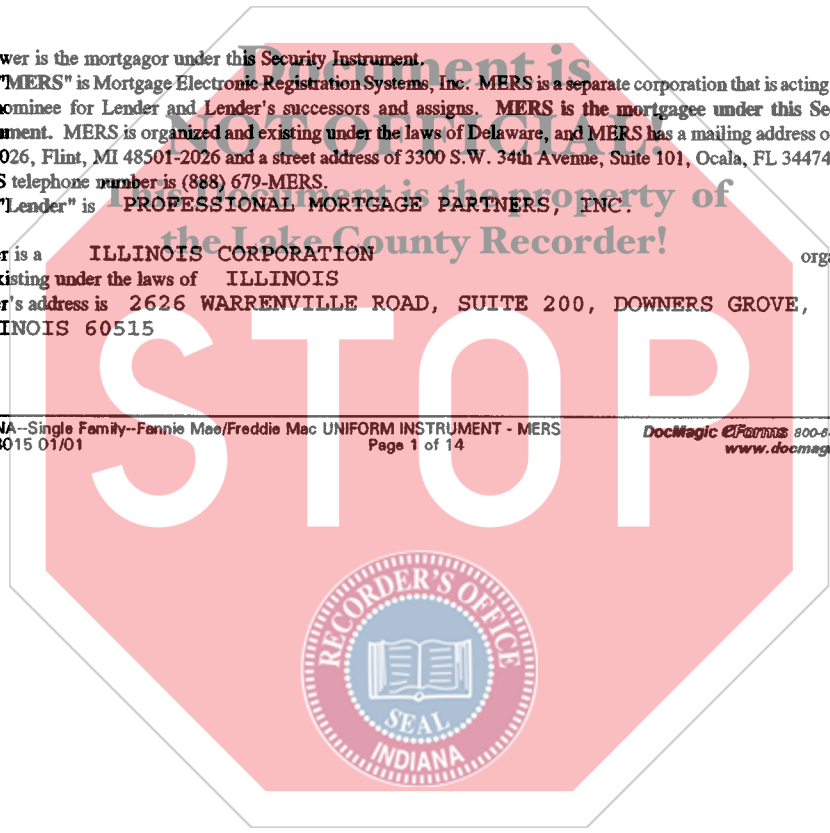 Document is
wer is the mortgagor under this Security Instrument.
"MERS" is Mortgage Electronic Registration Systems, Inc. MERS is a separate corporation that is acting
ominee for Lender and Lender's successors and assigns. MERS is the mortgagee under this Se
NOT OFFICIAL!
ment. MERS is organized and existing under the laws of Delaware, and MERS has a mailing address o
026, Flint, MI 48501-2026 and a street address of 3300 S.W. 34th Avenue, Suite 101, Ocala, FL 34474
S telephone number is (888) 679-MERS.
This Document is the property of
"Lender" is PROFESSIONAL MORTGAGE PARTNERS, INC.
the Lake County Recorder!
r is a ILLINOIS CORPORATION orga
isting under the laws of ILLINOIS
r's address is 2626 WARRENVILLE ROAD, SUITE 200, DOWNERS GROVE,
INOIS 60515
STOP
NA--Single Family--Fannie Mae/Freddie Mac UNIFORM INSTRUMENT - MERS DocMagic eForms 800-6
3015 01/01 Page 1 of 14 www.docmag
RECORDER'S OFFICE
SEAL
INDIANA